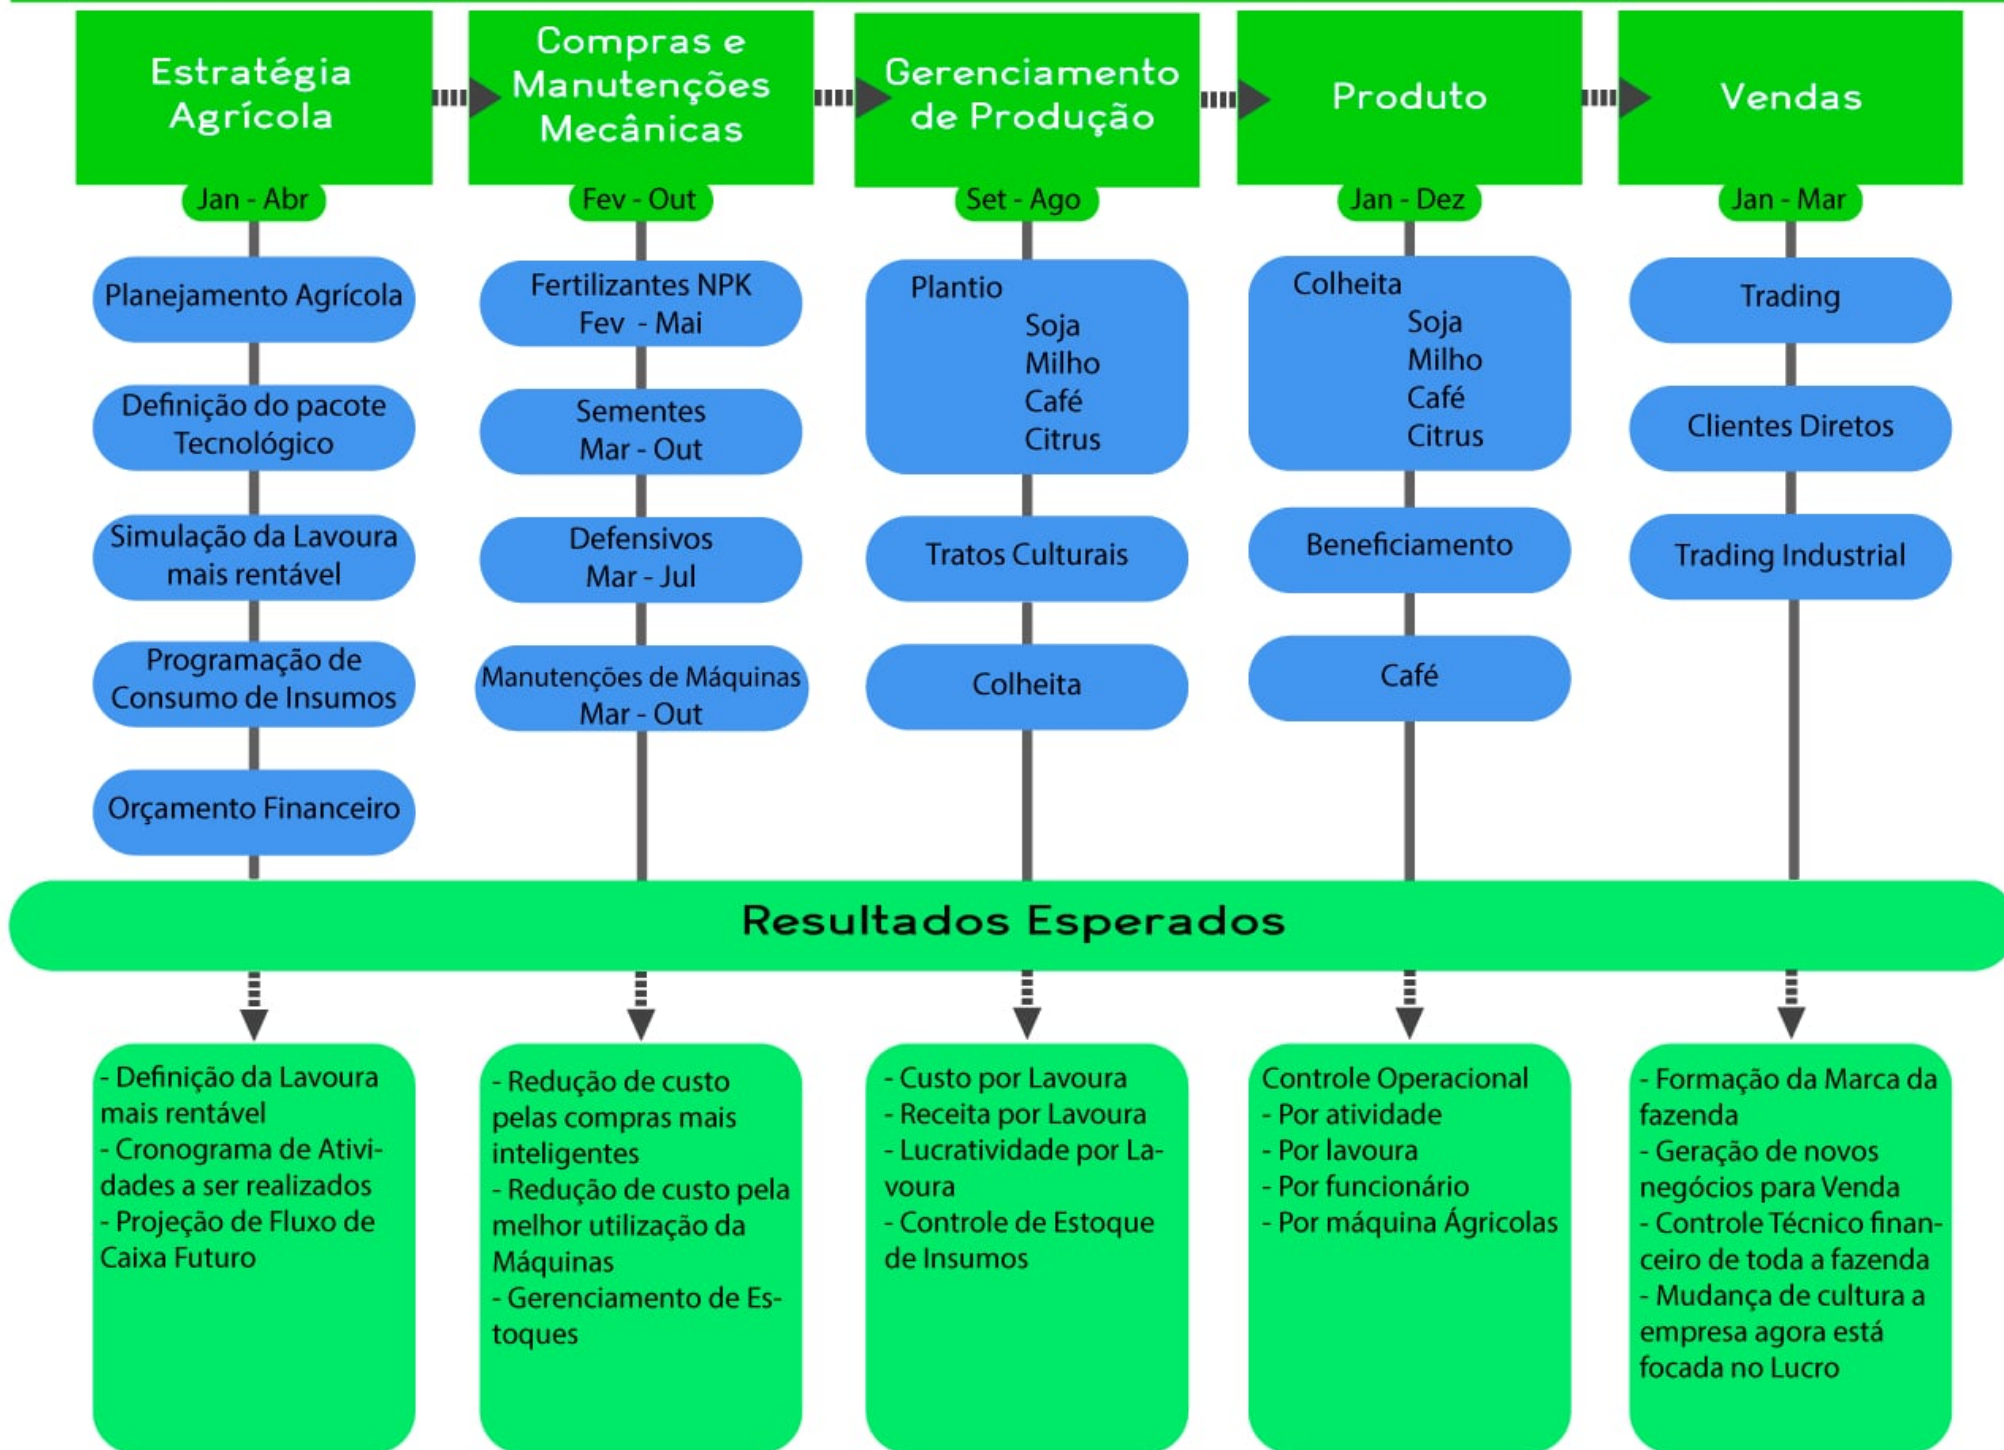 Estratégia
Agrícola
Compras e
Manutenções
Mecânicas
Gerenciamento
de Produção
Produto
Vendas
Jan - Abr
Fev - Out
Set - Ago
Jan - Dez
Jan - Mar
Planejamento Agrícola
Definição do pacote
Tecnológico
Simulação da Lavoura
mais rentável
Programação de
Consumo de Insumos
Orçamento Financeiro
Fertilizantes NPK
Fev - Mai
Sementes
Mar - Out
Defensivos
Mar - Jul
Manutenções de Máquinas
Mar - Out
Plantio
Soja
Milho
Café
Citrus
Tratos Culturais
Colheita
Colheita
Soja
Milho
Café
Citrus
Beneficiamento
Café
Trading
Clientes Diretos
Trading Industrial
Resultados Esperados
- Definição da Lavoura
mais rentável
- Cronograma de Ativi-
dades a ser realizados
- Projeção de Fluxo de
Caixa Futuro
- Redução de custo
pelas compras mais
inteligentes
- Redução de custo pela
melhor utilização da
Máquinas
- Gerenciamento de Es-
toques
- Custo por Lavoura
- Receita por Lavoura
- Lucratividade por La-
voura
- Controle de Estoque
de Insumos
Controle Operacional
- Por atividade
- Por lavoura
- Por funcionário
- Por máquina Ágricolas
- Formação da Marca da
fazenda
- Geração de novos
negócios para Venda
- Controle Técnico finan-
ceiro de toda a fazenda
- Mudança de cultura a
empresa agora está
focada no Lucro